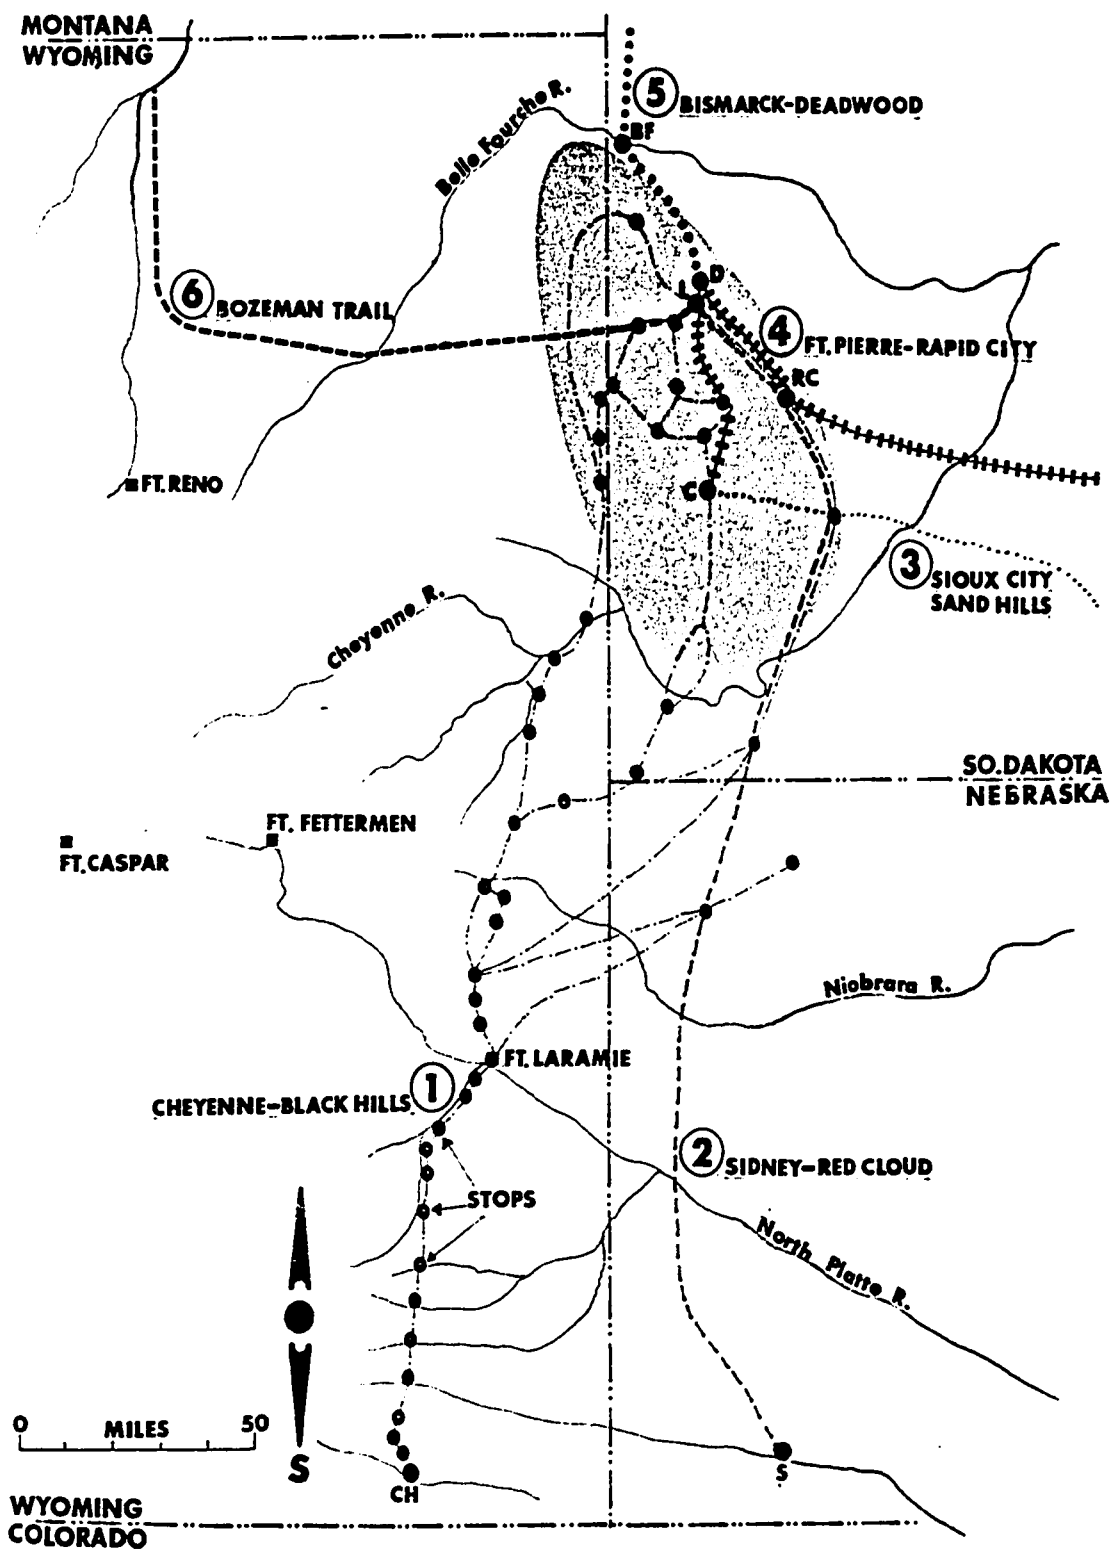 MONTANA
WYOMING
5 BISMARCK-DEADWOOD
Belle Fourche R.
BF
6 BOZEMAN TRAIL
D
L
4 FT. PIERRE-RAPID CITY
RC
FT. RENO
C
3 SIOUX CITY
SAND HILLS
Cheyenne R.
SO. DAKOTA
NEBRASKA
FT. FETTERMEN
FT. CASPAR
Niobrara R.
FT. LARAMIE
1
CHEYENNE-BLACK HILLS
2 SIDNEY-RED CLOUD
STOPS
North Platte R.
0 MILES 50
S
S
CH
WYOMING
COLORADO